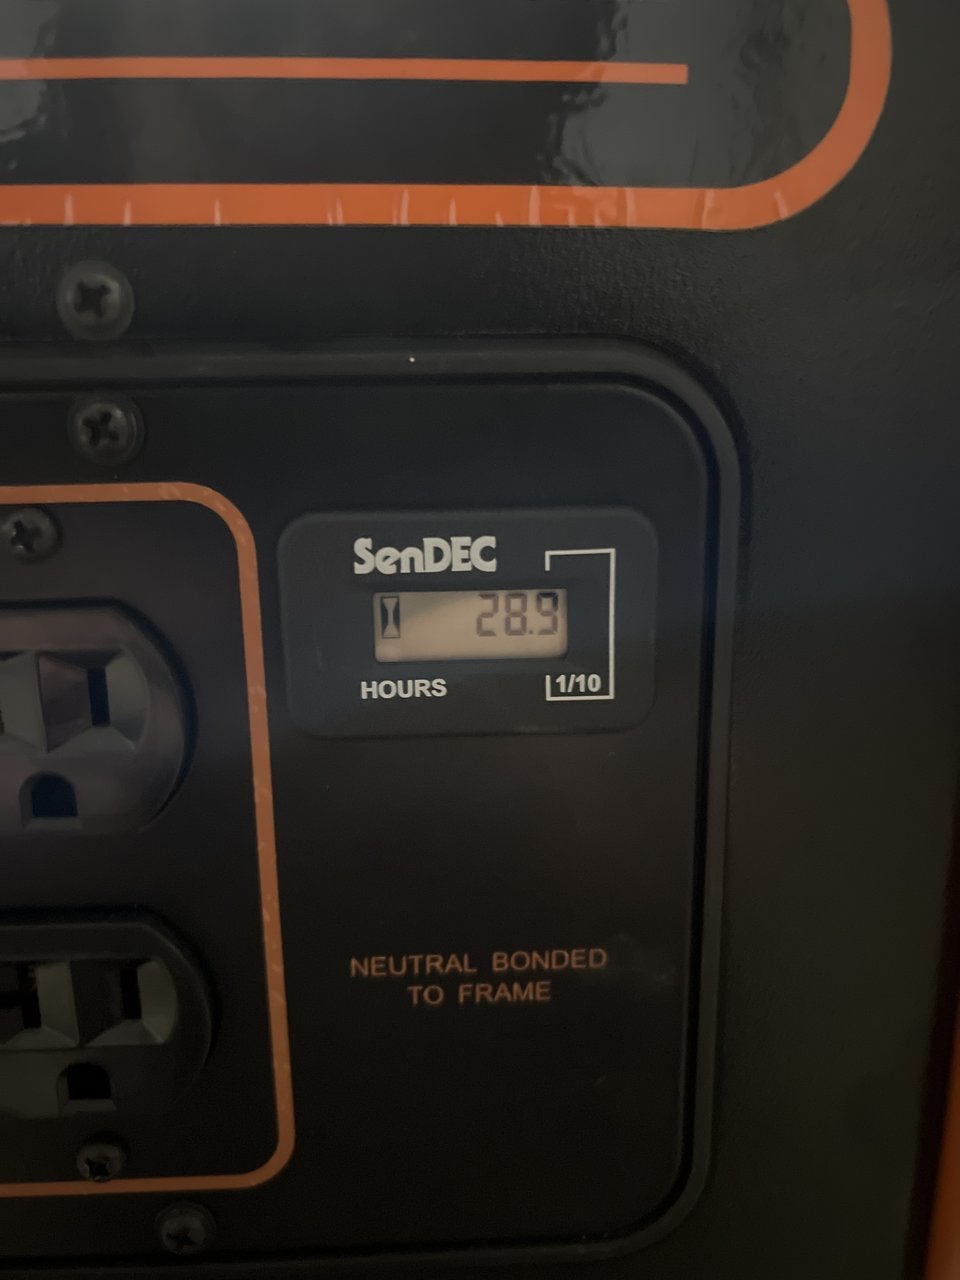 SenDEC
28.9
HOURS
1/10
NEUTRAL BONDED
TO FRAME